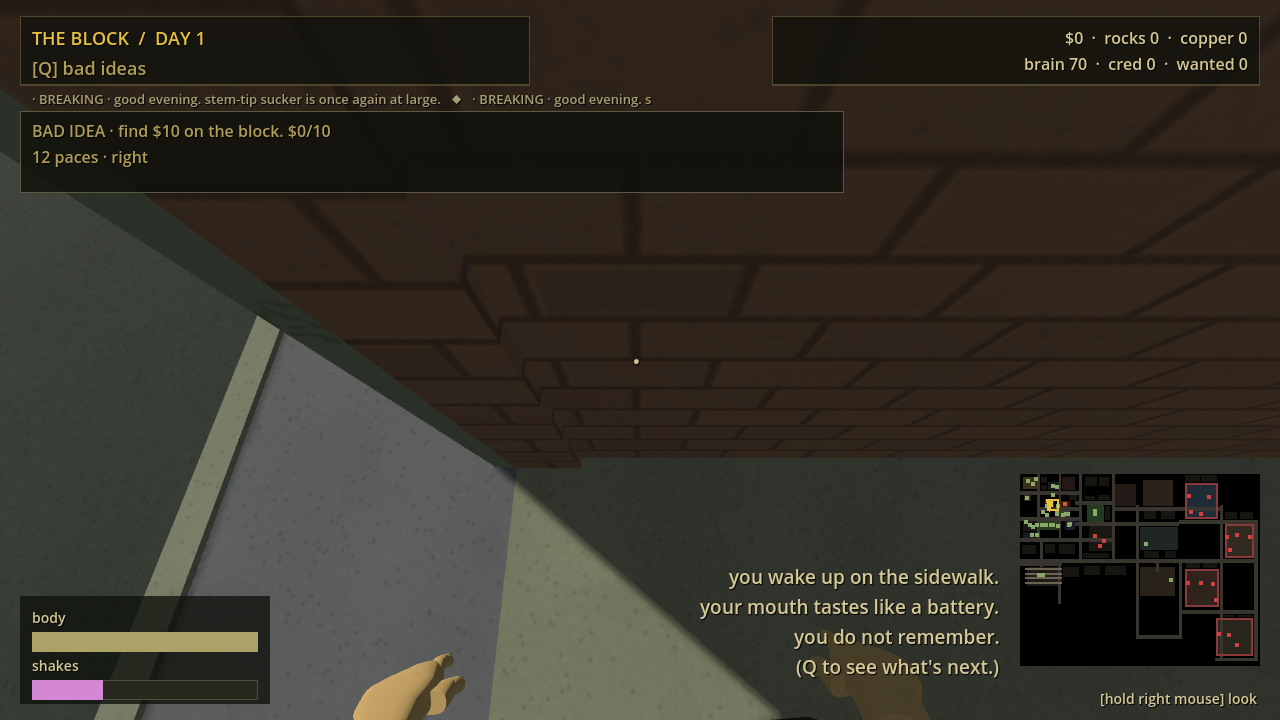 THE BLOCK / DAY 1
[Q] bad ideas
$0 · rocks 0 · copper 0
brain 70 · cred 0 · wanted 0
· BREAKING · good evening. stem-tip sucker is once again at large. ◆ · BREAKING · good evening. s
BAD IDEA · find $10 on the block. $0/10
12 paces · right
you wake up on the sidewalk.
your mouth tastes like a battery.
you do not remember.
(Q to see what's next.)
body
shakes
[hold right mouse] look